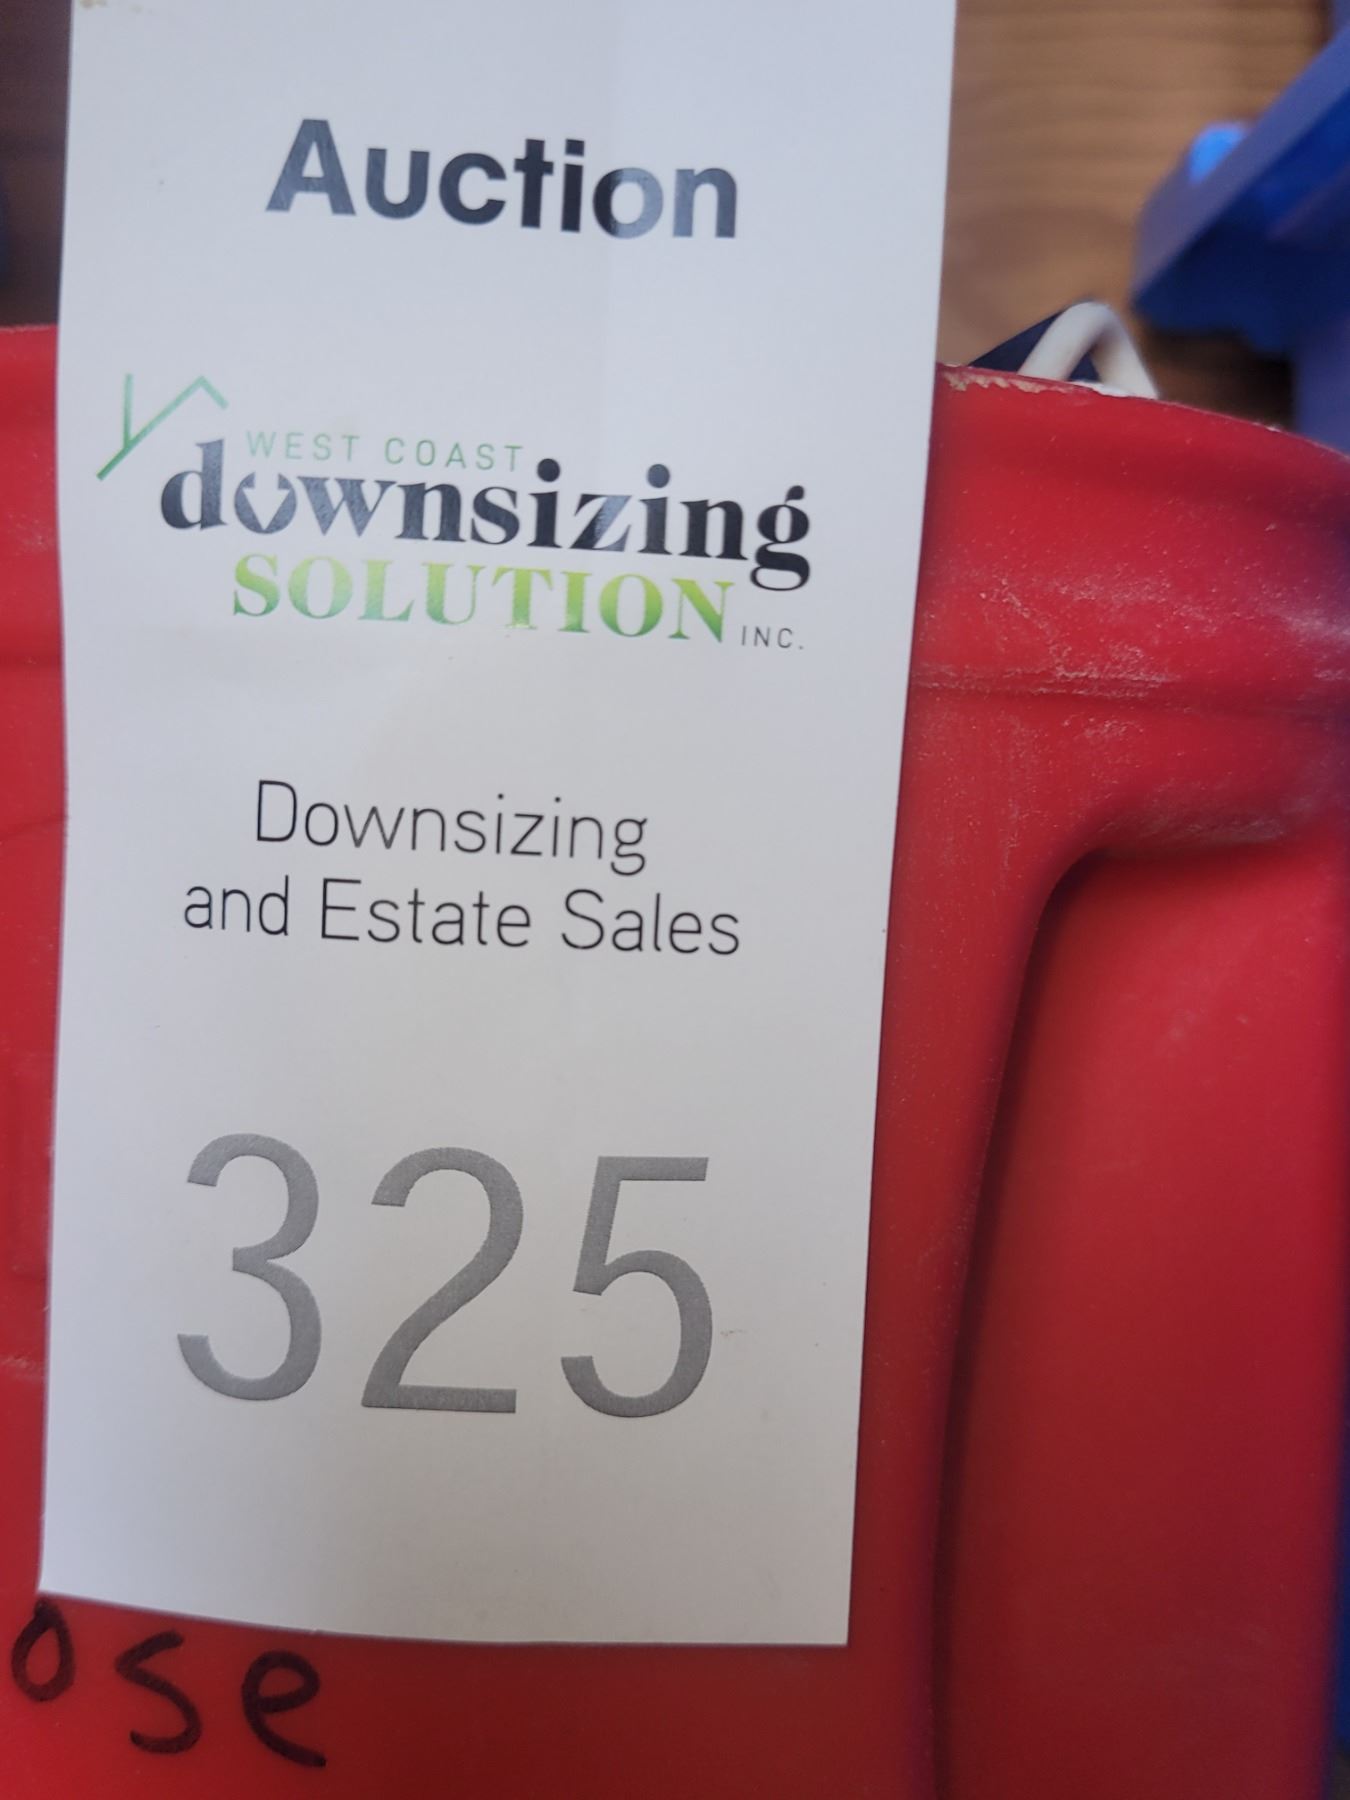 Auction
WEST COAST
downsizing
SOLUTION INC.
Downsizing
and Estate Sales
325
ose